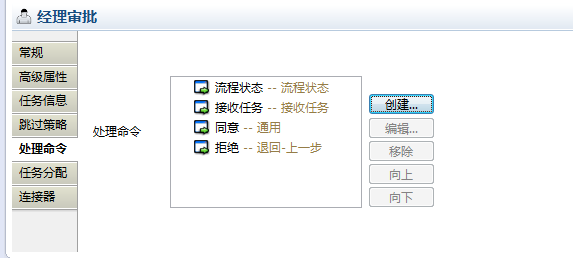 经理审批
常规
高级属性
任务信息
跳过策略
处理命令
任务分配
连接器
处理命令
流程状态 -- 流程状态
接收任务 -- 接收任务
同意 -- 通用
拒绝 -- 退回-上一步
创建...
编辑...
移除
向上
向下